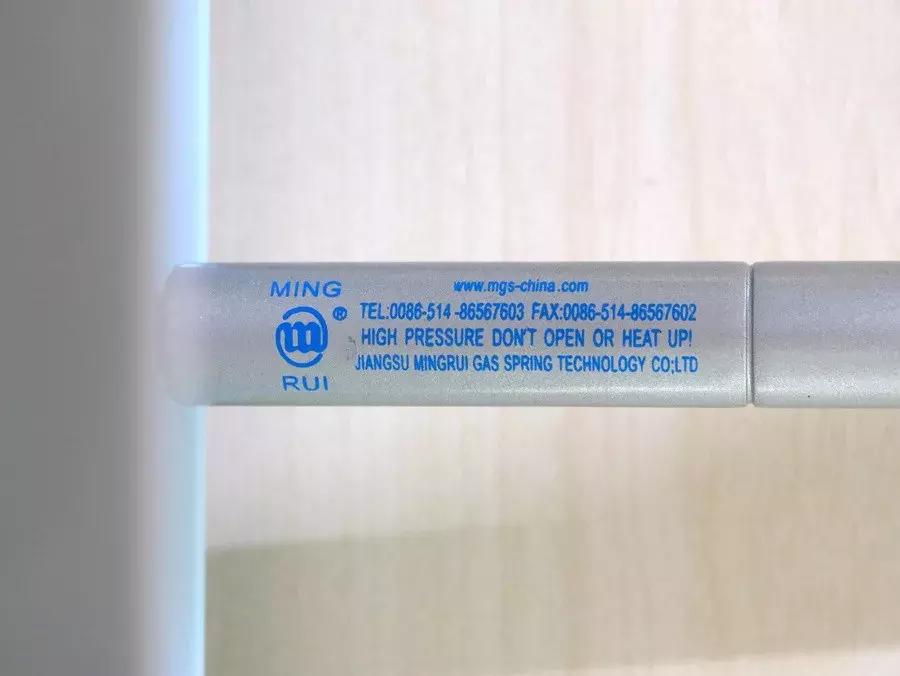 MING
®
RUI
www.mgs-china.com
TEL:0086-514-86567603 FAX:0086-514-86567602
HIGH PRESSURE DON'T OPEN OR HEAT UP!
JIANGSU MINGRUI GAS SPRING TECHNOLOGY CO;LTD